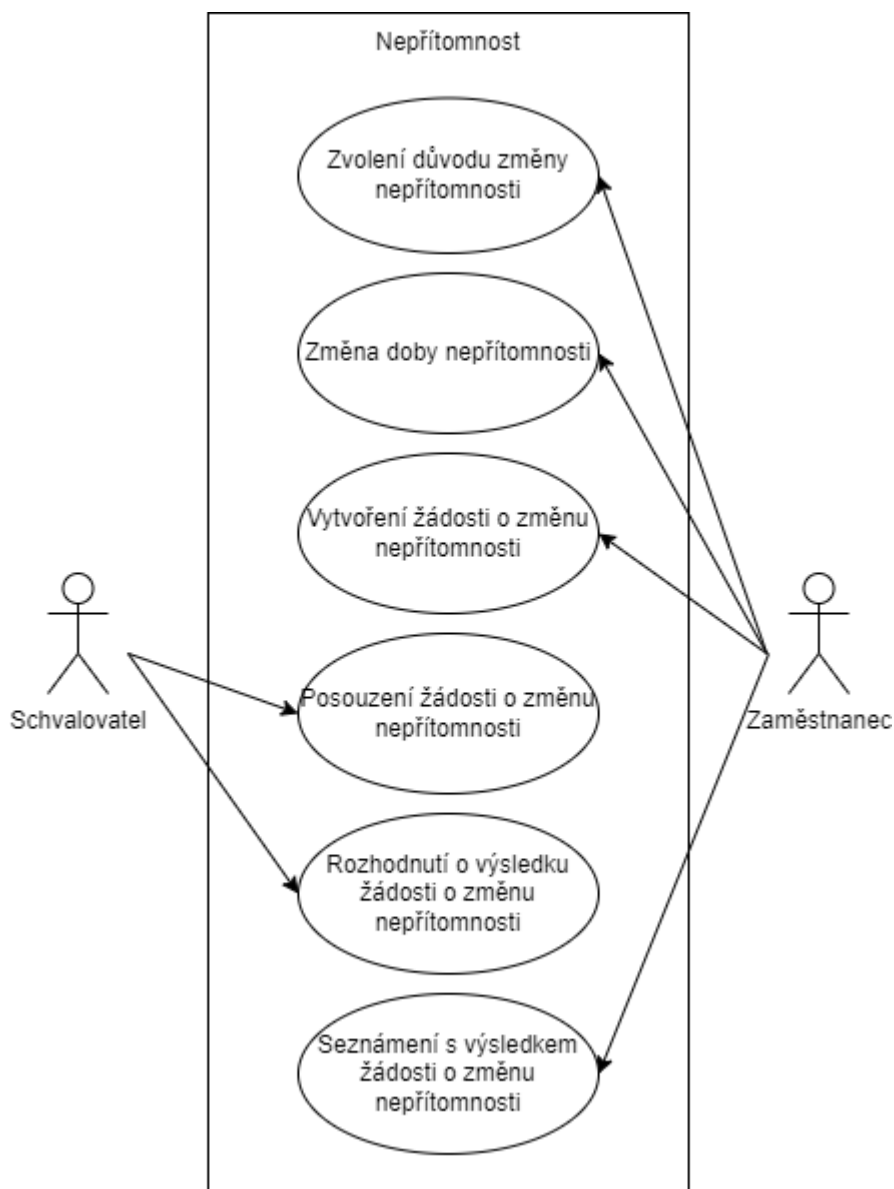 Nepřítomnost
Zvolení důvodu změny
nepřítomnosti
Změna doby nepřítomnosti
Vytvoření žádosti o změnu
nepřítomnosti
Posouzení žádosti o změnu
nepřítomnosti
Schvalovatel
Zaměstnanec
Rozhodnutí o výsledku
žádosti o změnu
nepřítomnosti
Seznámení s výsledkem
žádosti o změnu
nepřítomnosti